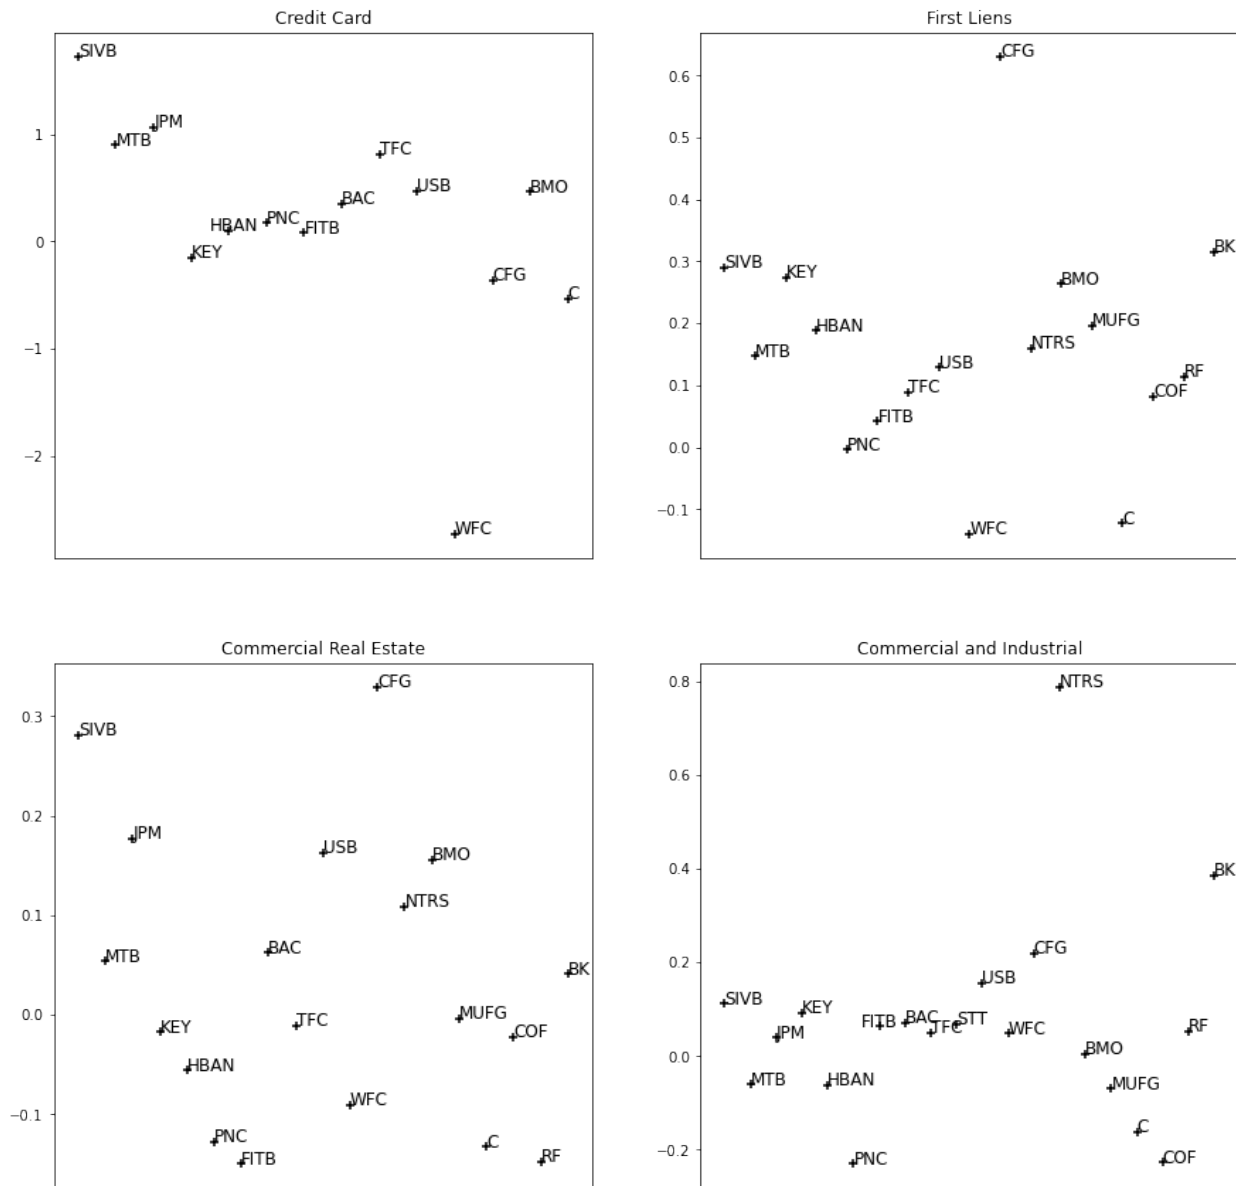 Credit Card
SIVB
JPM
MTB
TFC
USB
BMO
BAC
PNC
HBAN
FITB
KEY
CFG
C
WFC
1
0
−1
−2
First Liens
CFG
BK
SIVB
KEY
BMO
MUFG
HBAN
NTRS
MTB
USB
RF
TFC
COF
FITB
PNC
C
WFC
0.6
0.5
0.4
0.3
0.2
0.1
0.0
−0.1
Commercial Real Estate
CFG
SIVB
JPM
USB
BMO
NTRS
BAC
MTB
BK
MUFG
TFC
KEY
COF
HBAN
WFC
PNC
C
FITB
RF
0.3
0.2
0.1
0.0
−0.1
Commercial and Industrial
NTRS
BK
CFG
USB
SIVB
KEY
BAC
STT
FITB
TFC
WFC
RF
JPM
BMO
MTB
HBAN
MUFG
C
PNC
COF
0.8
0.6
0.4
0.2
0.0
−0.2